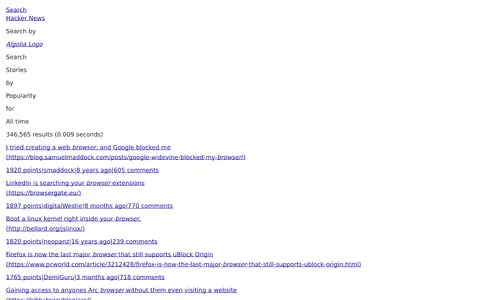 Search
Hacker News
Search by
Algolia Logo
Search
Stories
by
Popularity
for
All time
346,565 results (0.009 seconds)
I tried creating a web browser, and Google blocked me
(https://blog.samuelmaddock.com/posts/google-widevine-blocked-my-browser/)
1920 points|smaddock|8 years ago|605 comments
LinkedIn is searching your browser extensions
(https://browsergate.eu/)
1897 points|digitalWestie|8 months ago|770 comments
Boot a linux kernel right inside your browser.
(http://bellard.org/jslinux/)
1820 points|neopanz|16 years ago|239 comments
Firefox is now the last major browser that still supports uBlock Origin
(https://www.pcworld.com/article/3212428/firefox-is-now-the-last-major-browser-that-still-supports-ublock-origin.html)
1765 points|DemiGuru|3 months ago|718 comments
Gaining access to anyones Arc browser without them even visiting a website